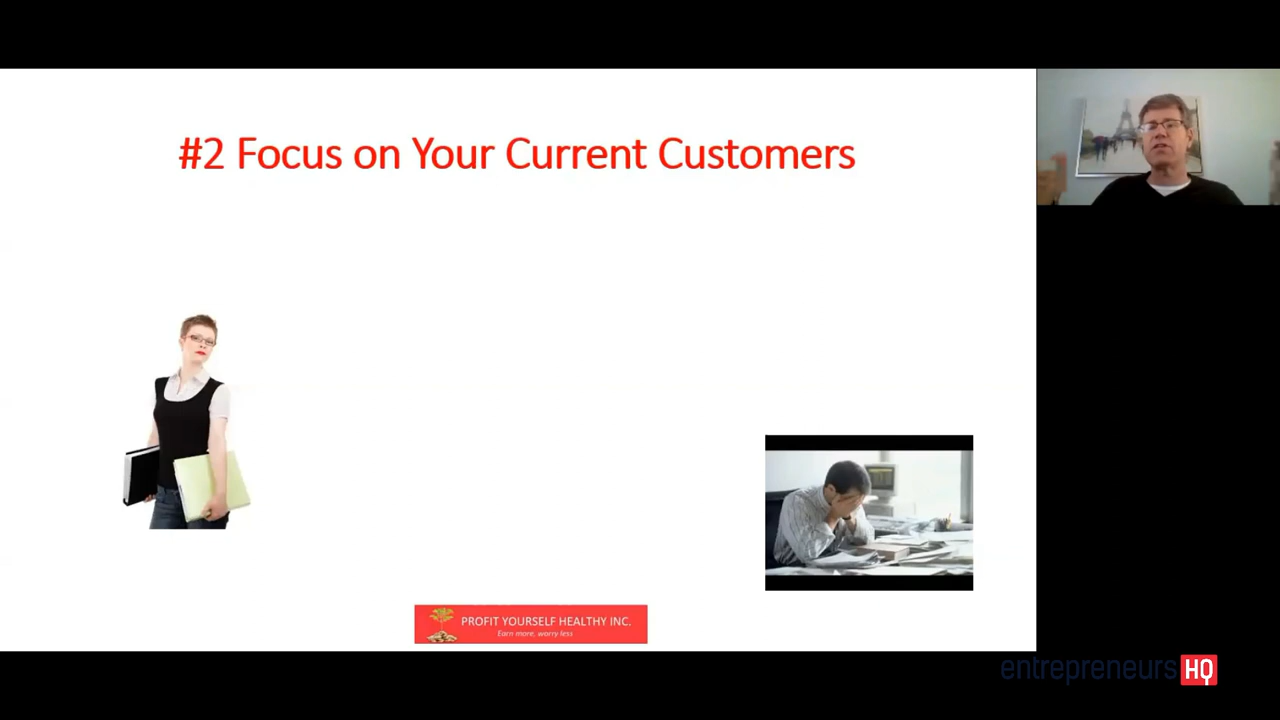 #2 Focus on Your Current Customers
PROFIT YOURSELF HEALTHY INC.
Earn more, worry less
entrepreneurs HQ